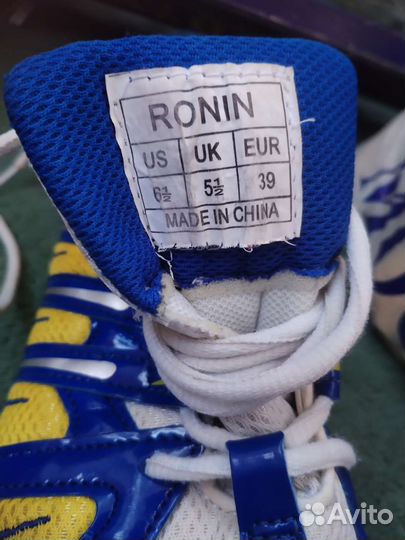 RONIN
US UK EUR
6½ 5½ 39
MADE IN CHINA
Avito